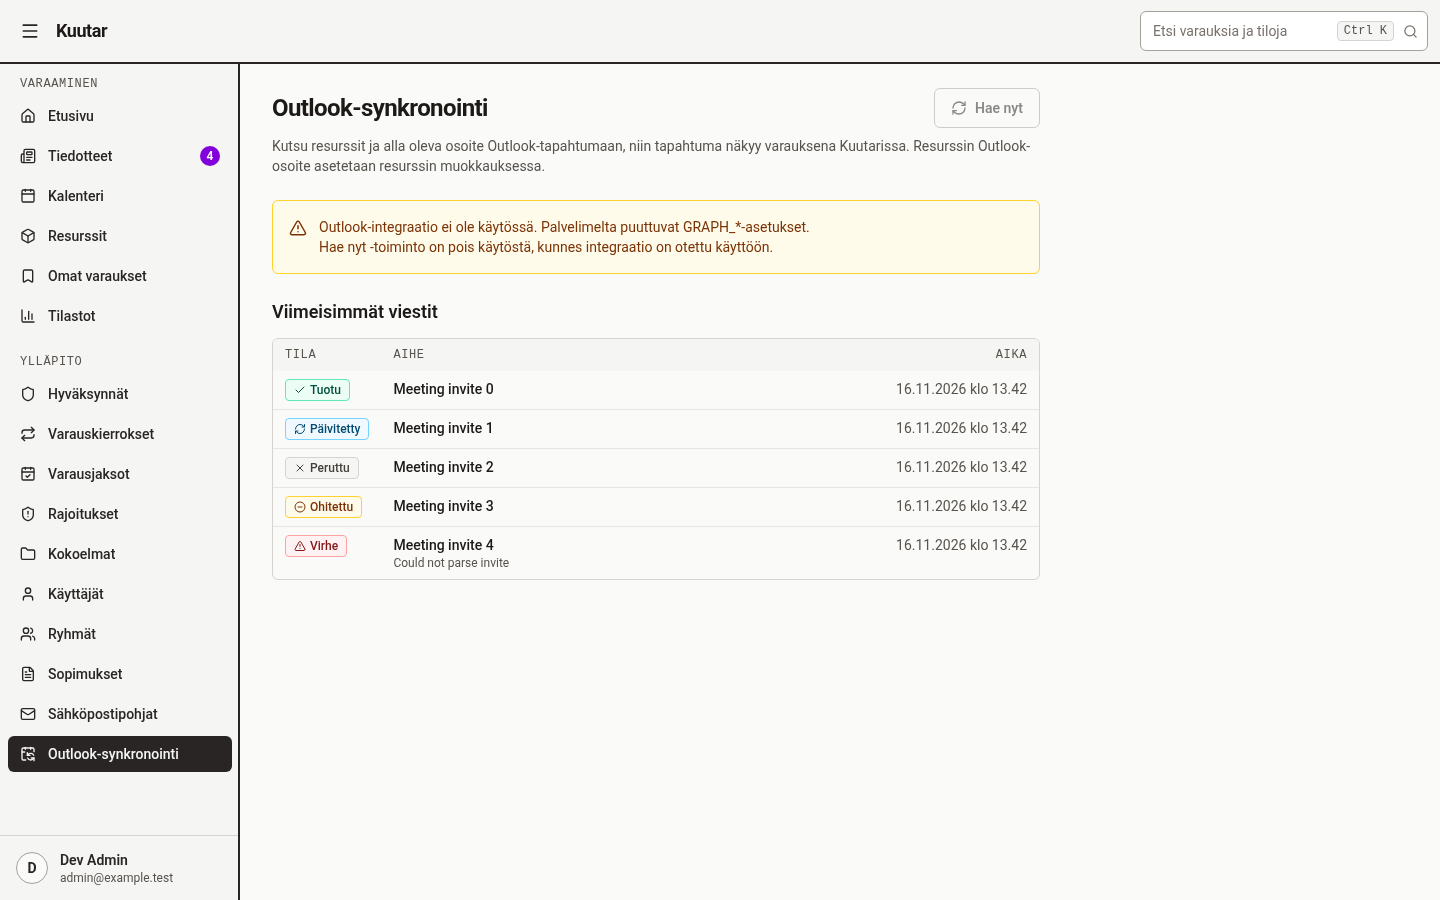 Kuutar
Etsi varauksia ja tiloja
Ctrl K
VARAAMINEN
Etusivu
Tiedotteet
4
Kalenteri
Resurssit
Omat varaukset
Tilastot
YLLÄPITO
Hyväksynnät
Varauskierrokset
Varausjaksot
Rajoitukset
Kokoelmat
Käyttäjät
Ryhmät
Sopimukset
Sähköpostipohjat
Outlook-synkronointi
D
Dev Admin
admin@example.test
Outlook-synkronointi
Hae nyt
Kutsu resurssit ja alla oleva osoite Outlook-tapahtumaan, niin tapahtuma näkyy varauksena Kuutarissa. Resurssin Outlook-
osoite asetetaan resurssin muokkauksessa.
Outlook-integraatio ei ole käytössä. Palvelimelta puuttuvat GRAPH_*-asetukset.
Hae nyt -toiminto on pois käytöstä, kunnes integraatio on otettu käyttöön.
Viimeisimmät viestit
TILA AIHE AIKA
Tuotu Meeting invite 0 16.11.2026 klo 13.42
Päivitetty Meeting invite 1 16.11.2026 klo 13.42
Peruttu Meeting invite 2 16.11.2026 klo 13.42
Ohitettu Meeting invite 3 16.11.2026 klo 13.42
Virhe Meeting invite 4 16.11.2026 klo 13.42
Could not parse invite